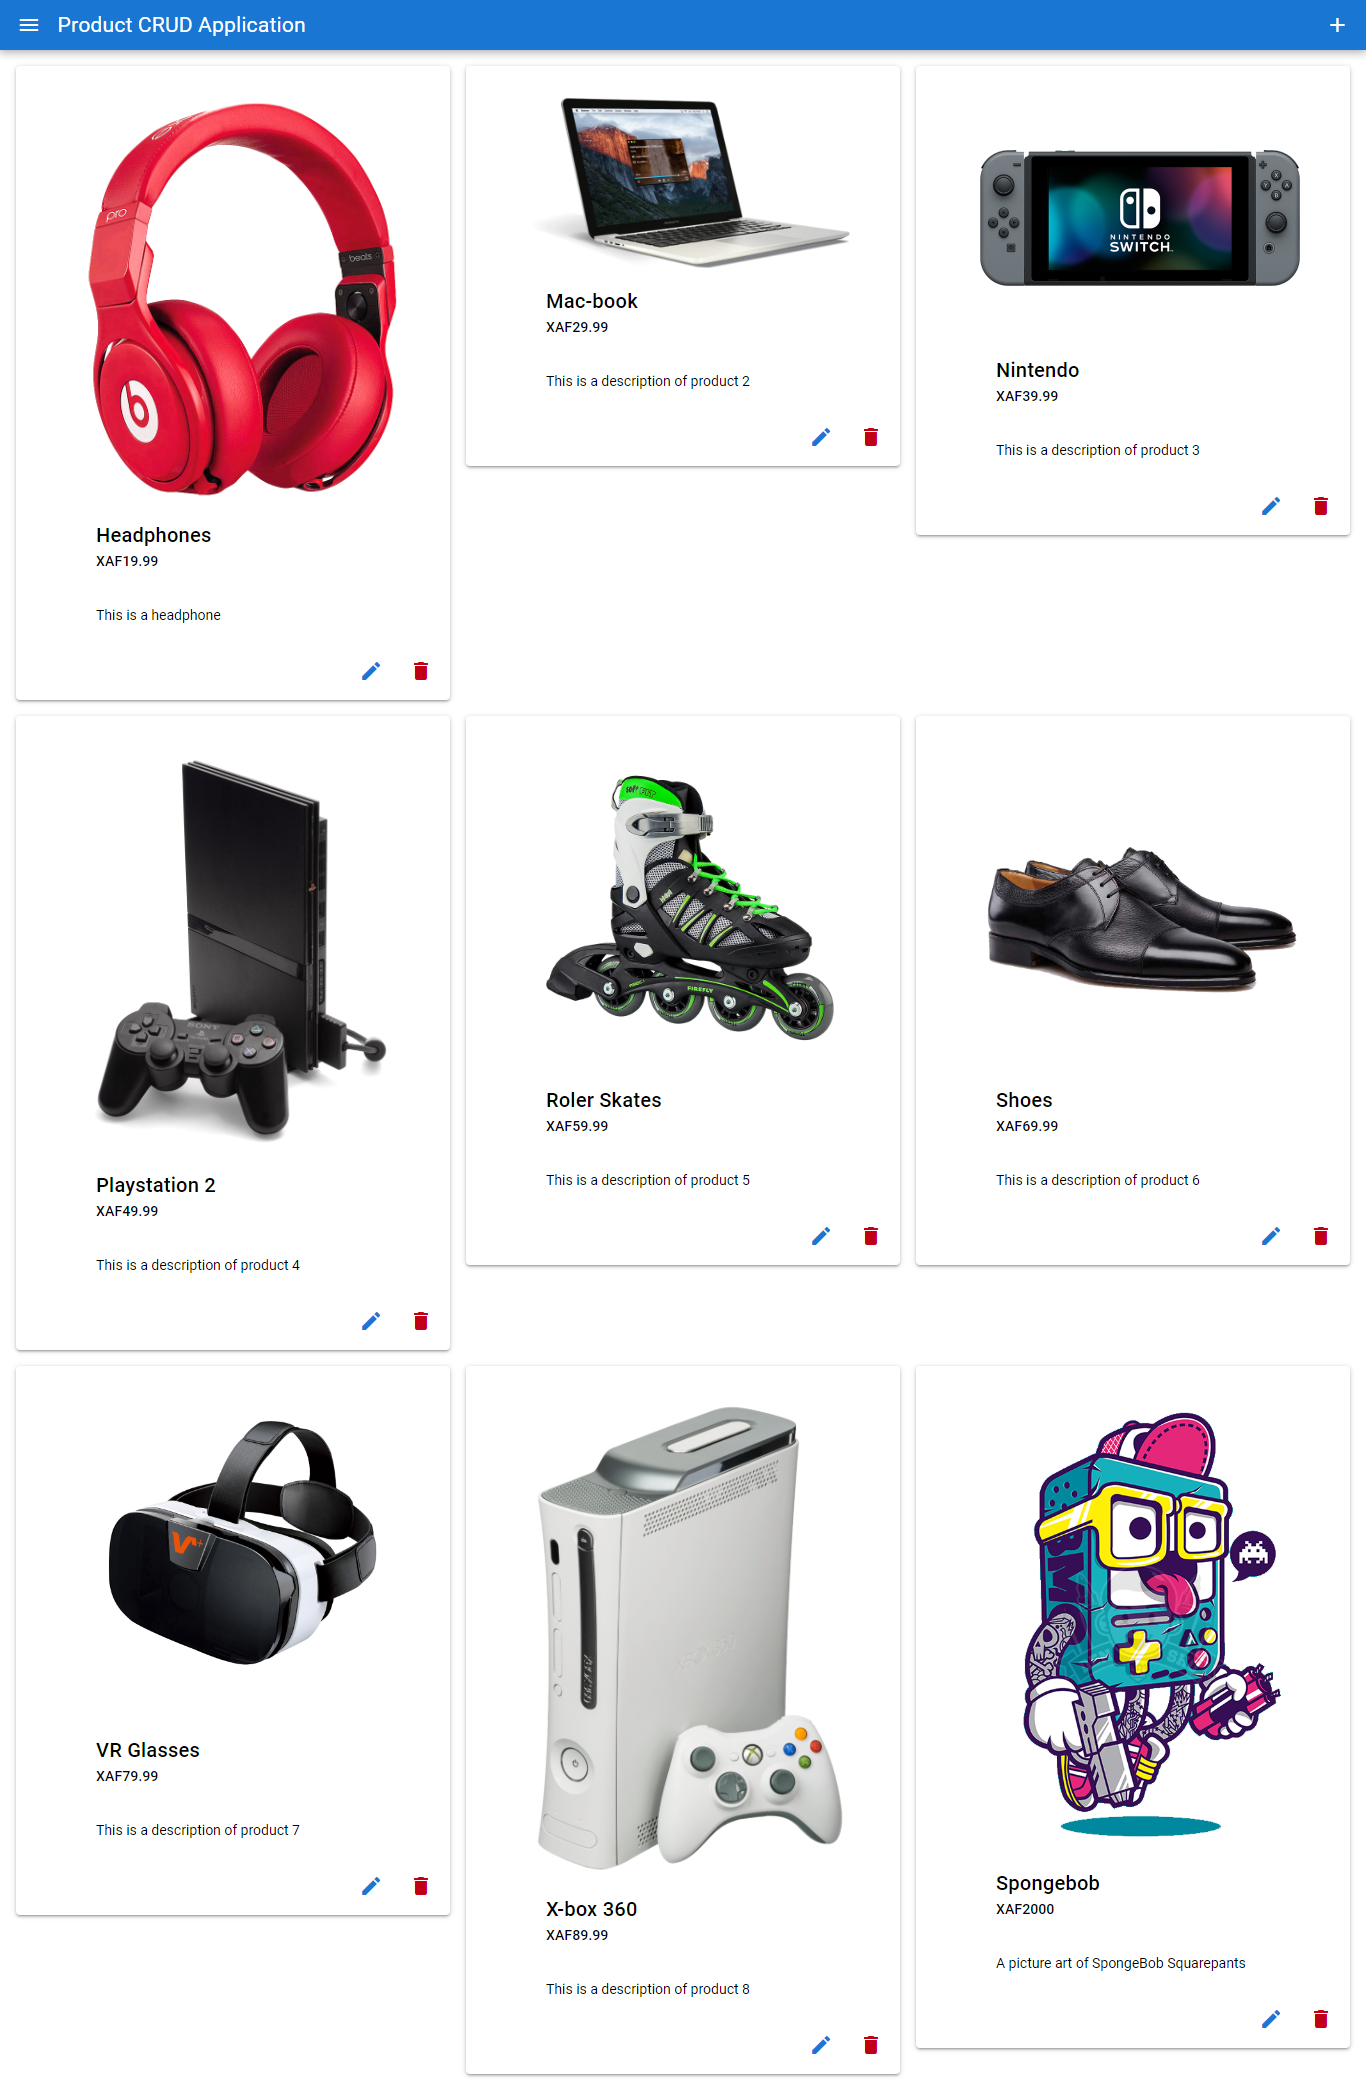 Product CRUD Application
pro
beats
Headphones
XAF19.99
This is a headphone
Mac-book
XAF29.99
This is a description of product 2
NINTENDO
SWITCH
Nintendo
XAF39.99
This is a description of product 3
SONY
Playstation 2
XAF49.99
This is a description of product 4
FIREFLY
Roler Skates
XAF59.99
This is a description of product 5
Shoes
XAF69.99
This is a description of product 6
VR Glasses
XAF79.99
This is a description of product 7
X-box 360
XAF89.99
This is a description of product 8
Spongebob
XAF2000
A picture art of SpongeBob Squarepants